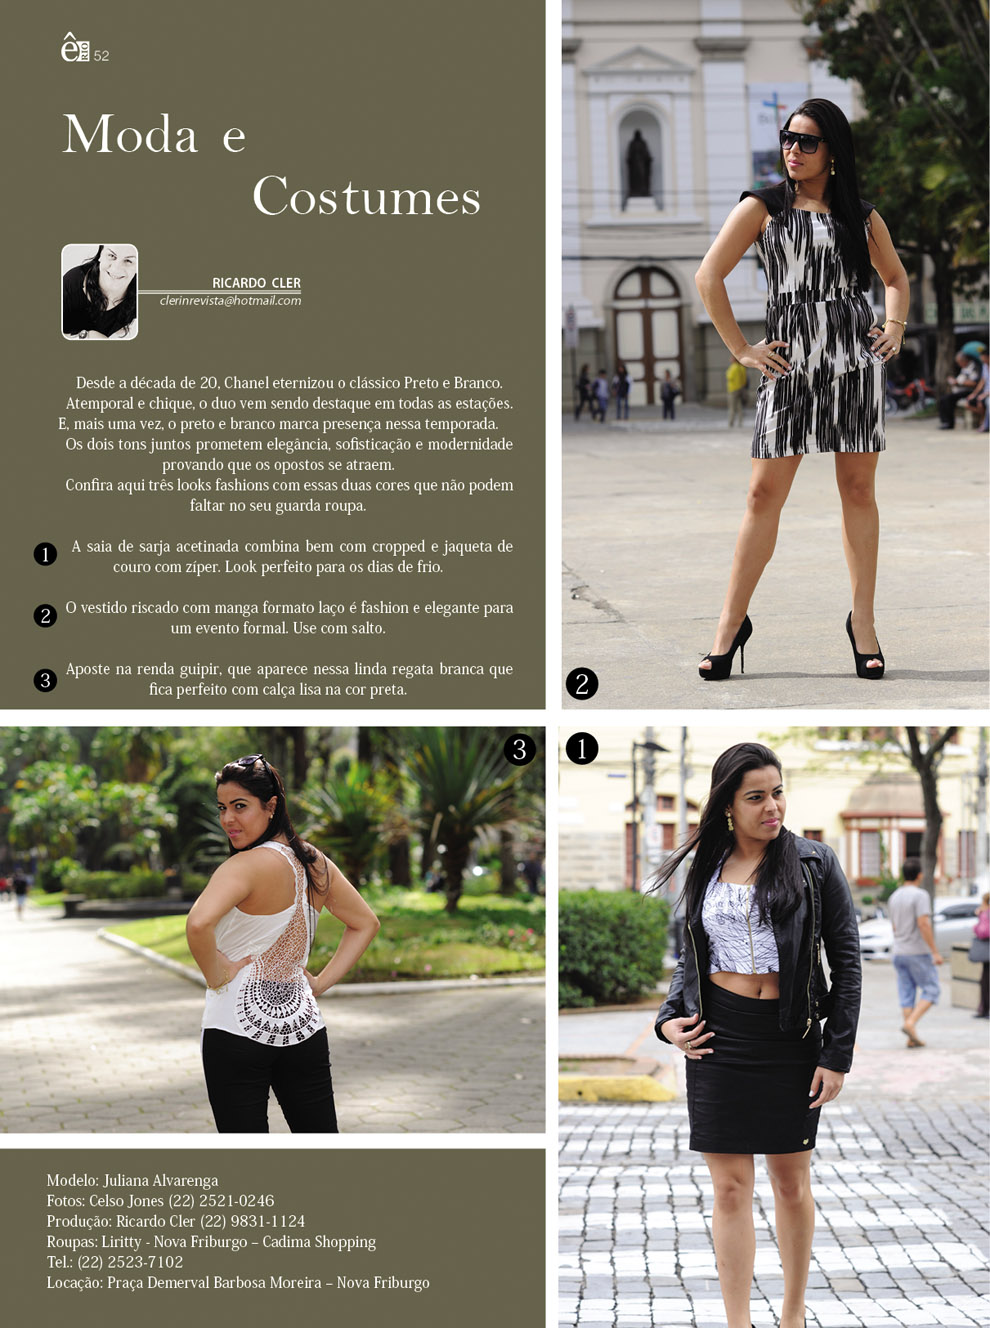 ê RIO 52
Moda e
Costumes
RICARDO CLER
clerinrevista@hotmail.com
Desde a década de 20, Chanel eternizou o clássico Preto e Branco.
Atemporal e chique, o duo vem sendo destaque em todas as estações.
E, mais uma vez, o preto e branco marca presença nessa temporada.
Os dois tons juntos prometem elegância, sofisticação e modernidade
provando que os opostos se atraem.
Confira aqui três looks fashions com essas duas cores que não podem
faltar no seu guarda roupa.
1 A saia de sarja acetinada combina bem com cropped e jaqueta de
couro com zíper. Look perfeito para os dias de frio.
2 O vestido riscado com manga formato laço é fashion e elegante para
um evento formal. Use com salto.
3 Aposte na renda guipir, que aparece nessa linda regata branca que
fica perfeito com calça lisa na cor preta.
2
3
1
Modelo: Juliana Alvarenga
Fotos: Celso Jones (22) 2521-0246
Produção: Ricardo Cler (22) 9831-1124
Roupas: Liritty - Nova Friburgo – Cadima Shopping
Tel.: (22) 2523-7102
Locação: Praça Demerval Barbosa Moreira – Nova Friburgo